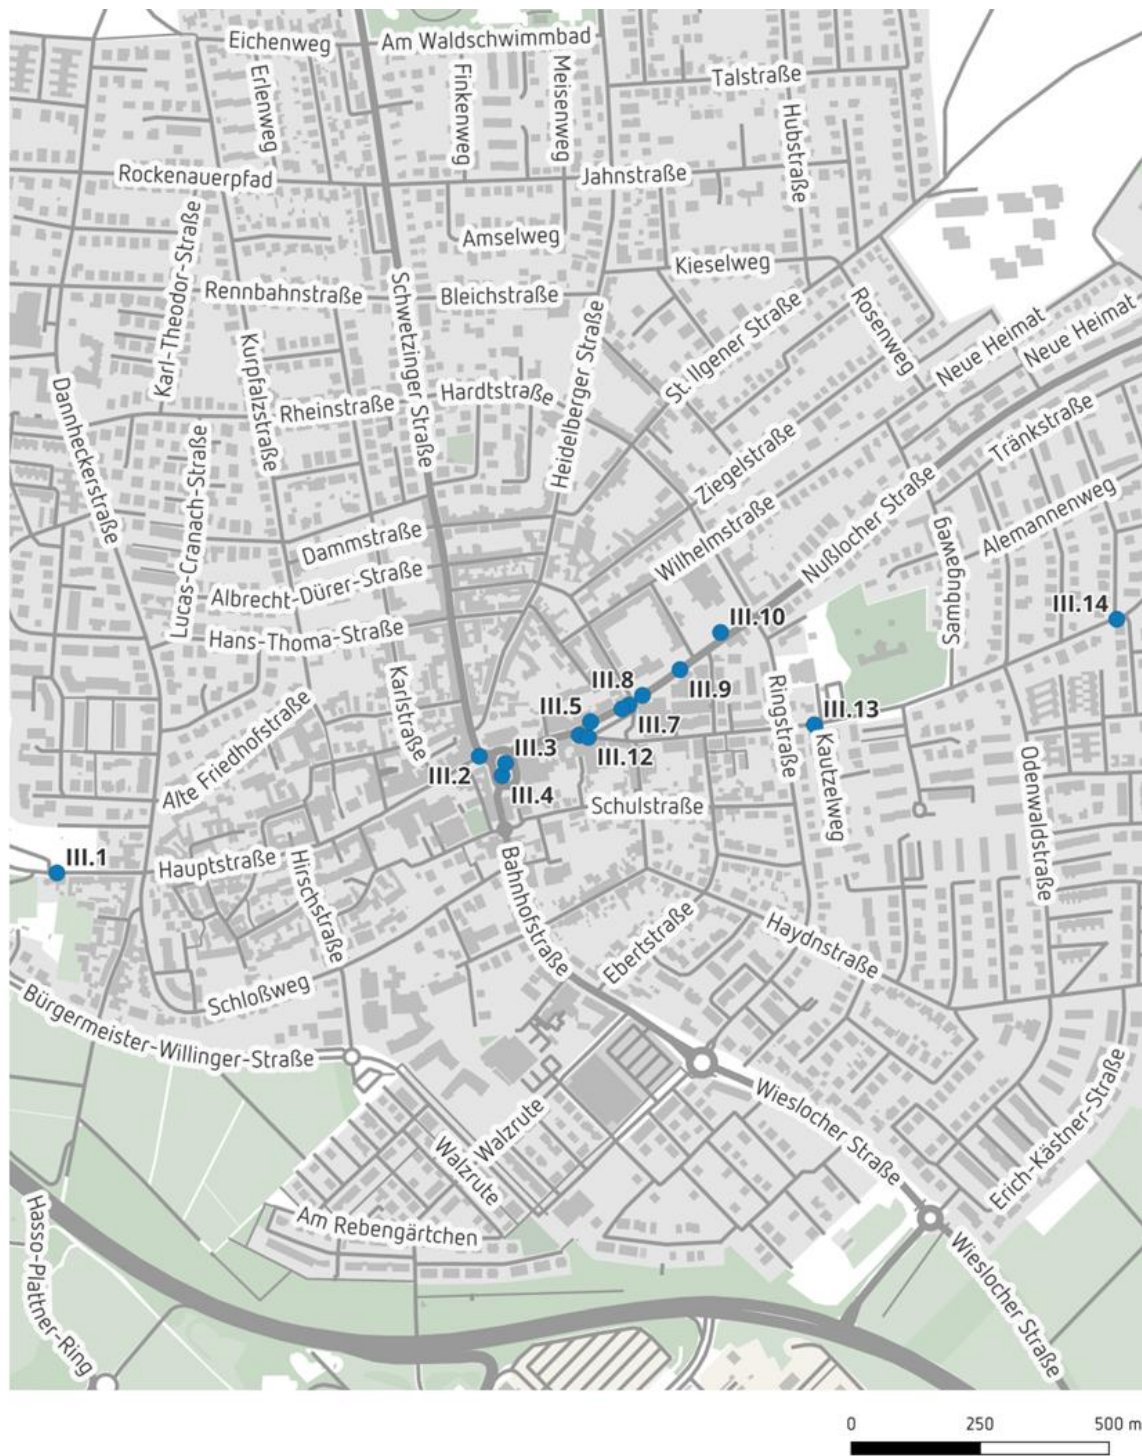 Eichenweg
Am Waldschwimmbad
Erlenweg
Finkenweg
Meisenweg
Talstraße
Hubstraße
Rockenauerpfad
Jahnstraße
Karl-Theodor-Straße
Amselweg
Kieselweg
Rennbahnstraße
Schwetzinger Straße
Bleichstraße
Heidelberger Straße
St. Ilgener Straße
Rosenweg
Neue Heimat
Neue Heimat
Kurpfalzstraße
Dannheckerstraße
Rheinstraße
Hardtstraße
Tränkstraße
Lucas-Cranach-Straße
Ziegelstraße
Nußlocher Straße
Alemannenweg
Dammstraße
Wilhelmstraße
Sambugaweg
Albrecht-Dürer-Straße
Hans-Thoma-Straße
III.14
III.10
Karlstraße
III.8
III.9
Alte Friedhofstraße
III.5
III.7
Ringstraße
III.13
III.3
III.12
III.2
III.4
Kautzelweg
Odenwaldstraße
Schulstraße
Hauptstraße
III.1
Hirschstraße
Bahnhofstraße
Ebertstraße
Haydnstraße
Schloßweg
Bürgermeister-Willinger-Straße
Walzrute
Walzrute
Wieslocher Straße
Erich-Kästner-Straße
Am Rebengärtchen
Hasso-Plattner-Ring
Wieslocher Straße
0 250 500 m